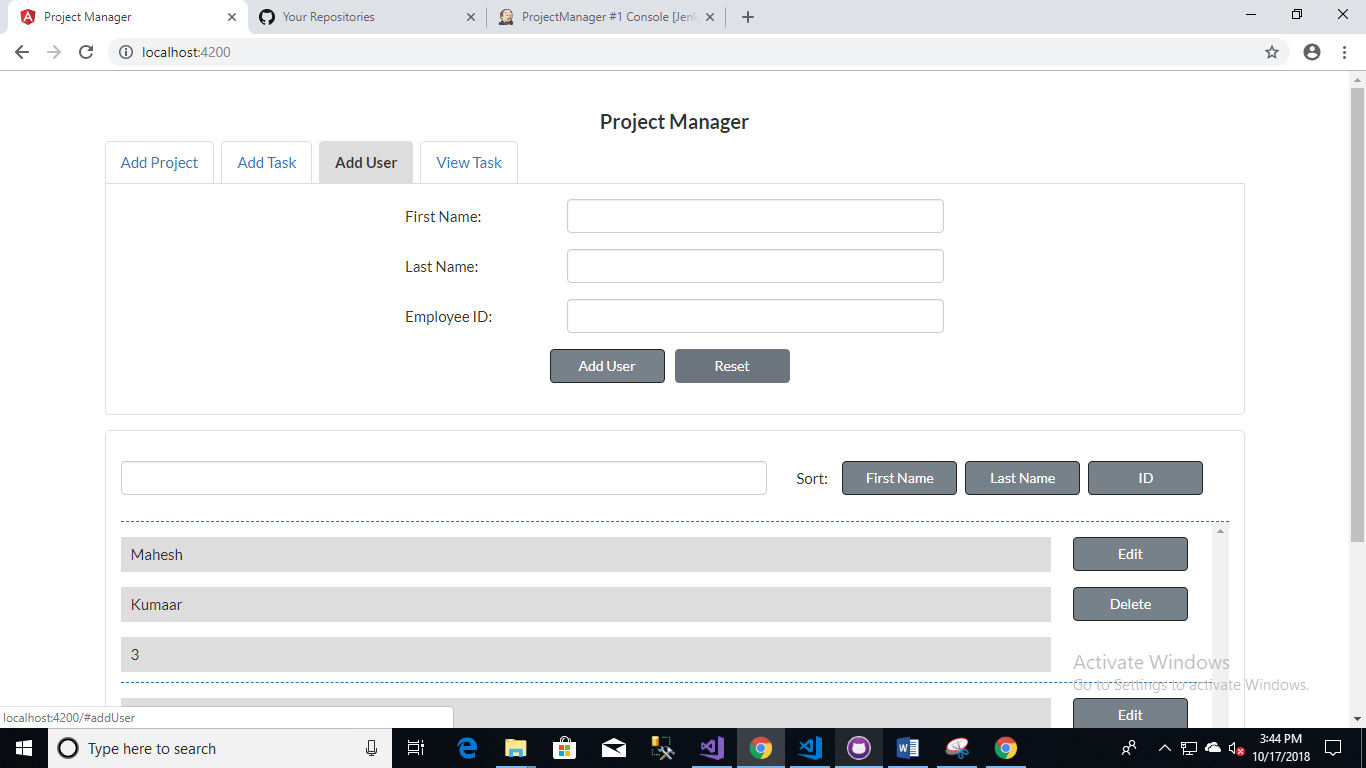 Project Manager
Your Repositories
ProjectManager #1 Console [Jen
localhost:4200
Project Manager
Add Project
Add Task
Add User
View Task
First Name:
Last Name:
Employee ID:
Add User
Reset
Sort:
First Name
Last Name
ID
Mahesh
Edit
Kumaar
Delete
3
Activate Windows
Go to Settings to activate Windows.
Edit
localhost:4200/#addUser
Type here to search
3:44 PM
10/17/2018